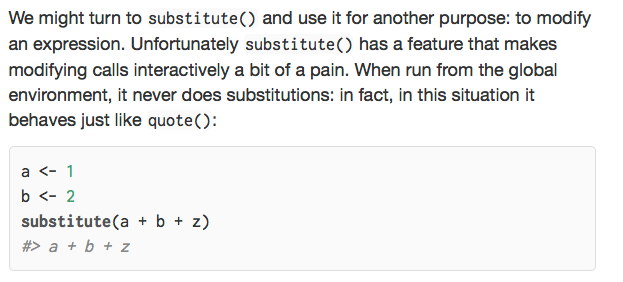 We might turn to substitute() and use it for another purpose: to modify
an expression. Unfortunately substitute() has a feature that makes
modifying calls interactively a bit of a pain. When run from the global
environment, it never does substitutions: in fact, in this situation it
behaves just like quote():
a <- 1
b <- 2
substitute(a + b + z)
#> a + b + z